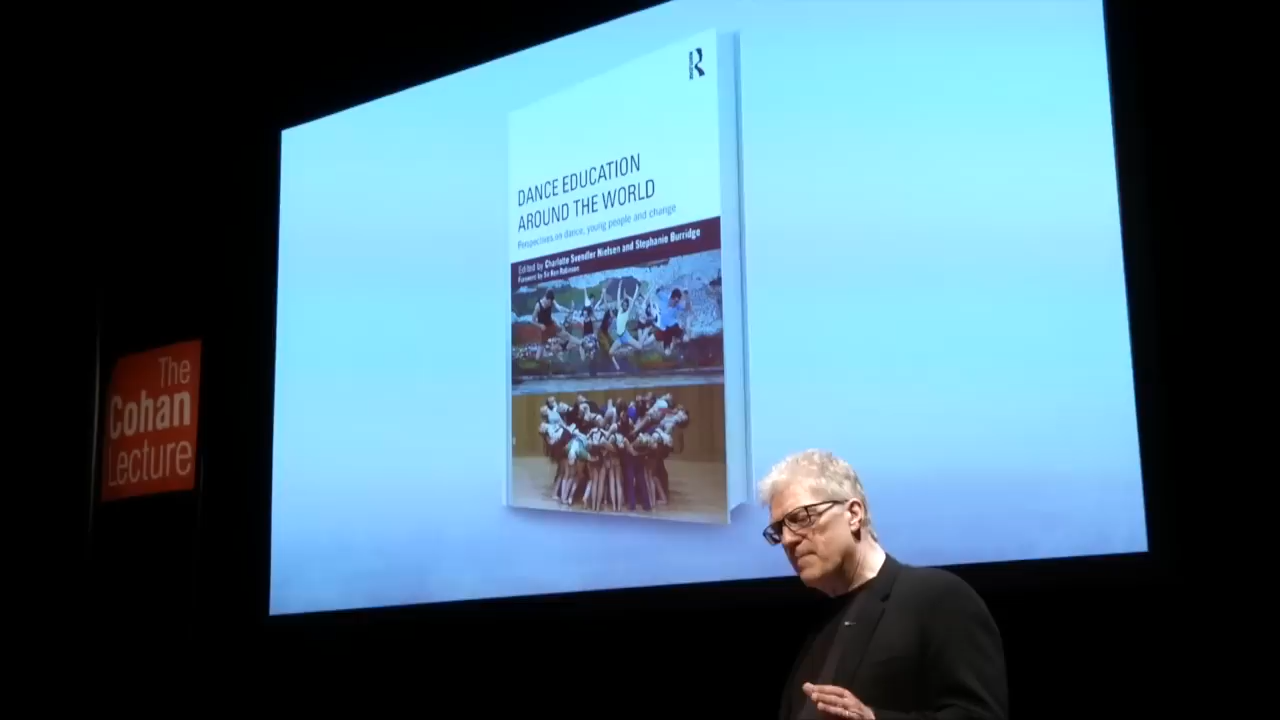 R
DANCE EDUCATION
AROUND THE WORLD
Perspectives on dance, young people and change
Edited by Charlotte Svendler Nielsen and Stephanie Burridge
Foreword by Sir Ken Robinson
The
Cohan
Lecture